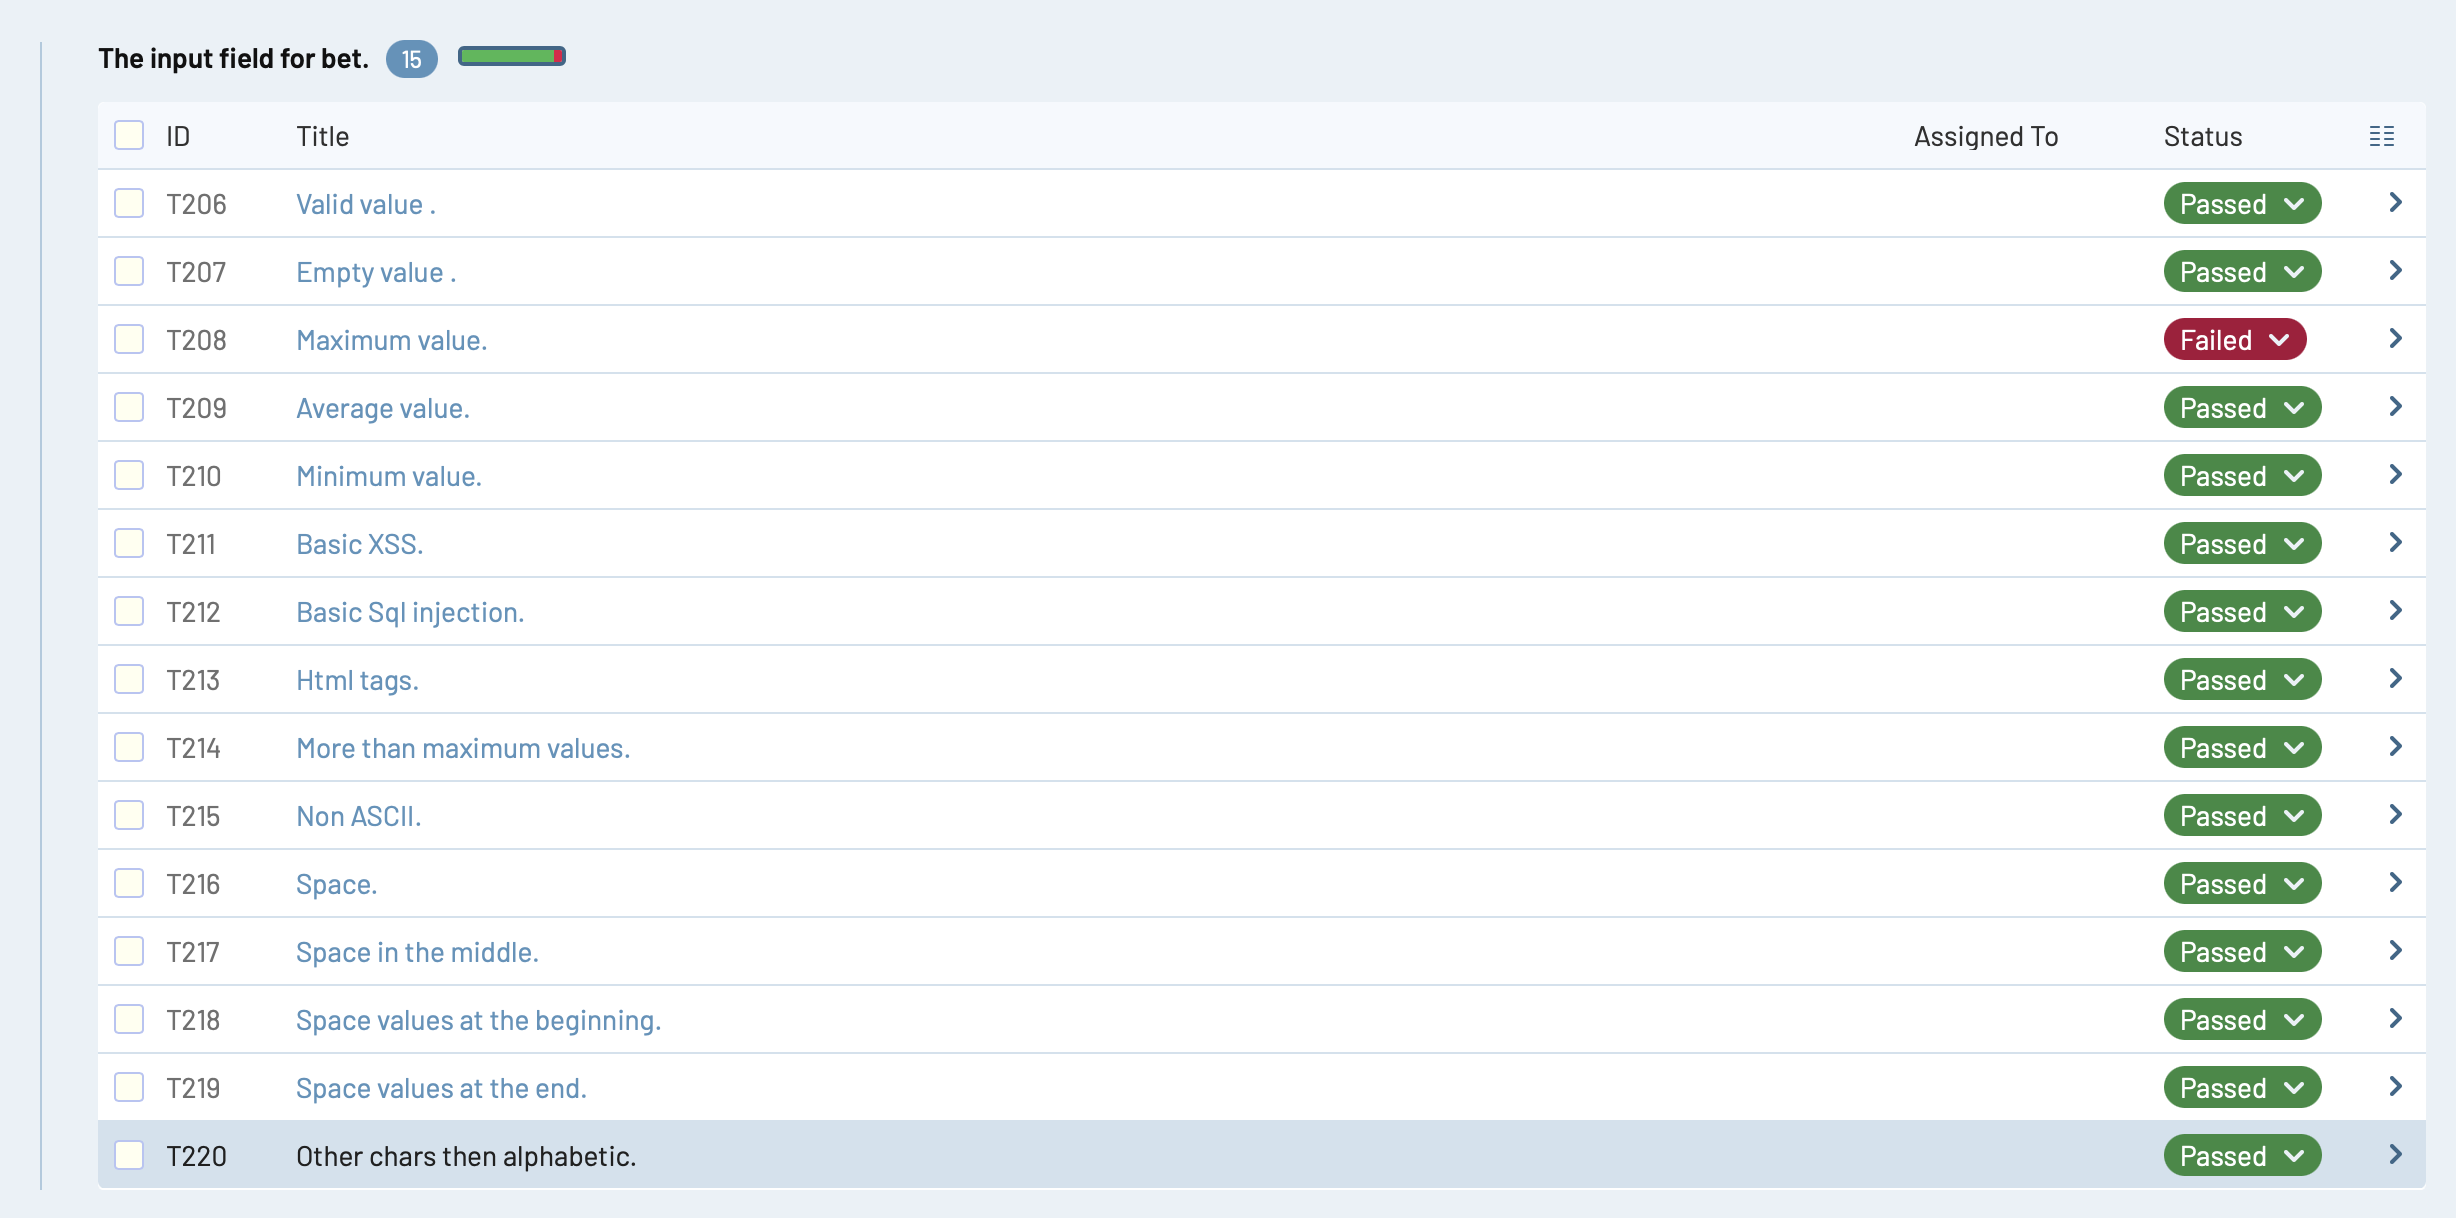 The input field for bet. 15
ID Title Assigned To Status
T206 Valid value . Passed
T207 Empty value . Passed
T208 Maximum value. Failed
T209 Average value. Passed
T210 Minimum value. Passed
T211 Basic XSS. Passed
T212 Basic Sql injection. Passed
T213 Html tags. Passed
T214 More than maximum values. Passed
T215 Non ASCII. Passed
T216 Space. Passed
T217 Space in the middle. Passed
T218 Space values at the beginning. Passed
T219 Space values at the end. Passed
T220 Other chars then alphabetic. Passed